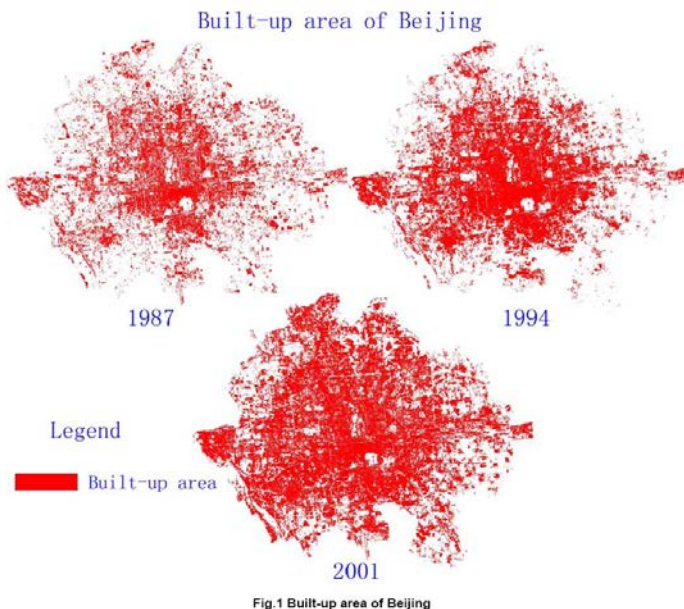 Built-up area of Beijing
1987
1994
Legend
Built-up area
2001
Fig.1 Built-up area of Beijing